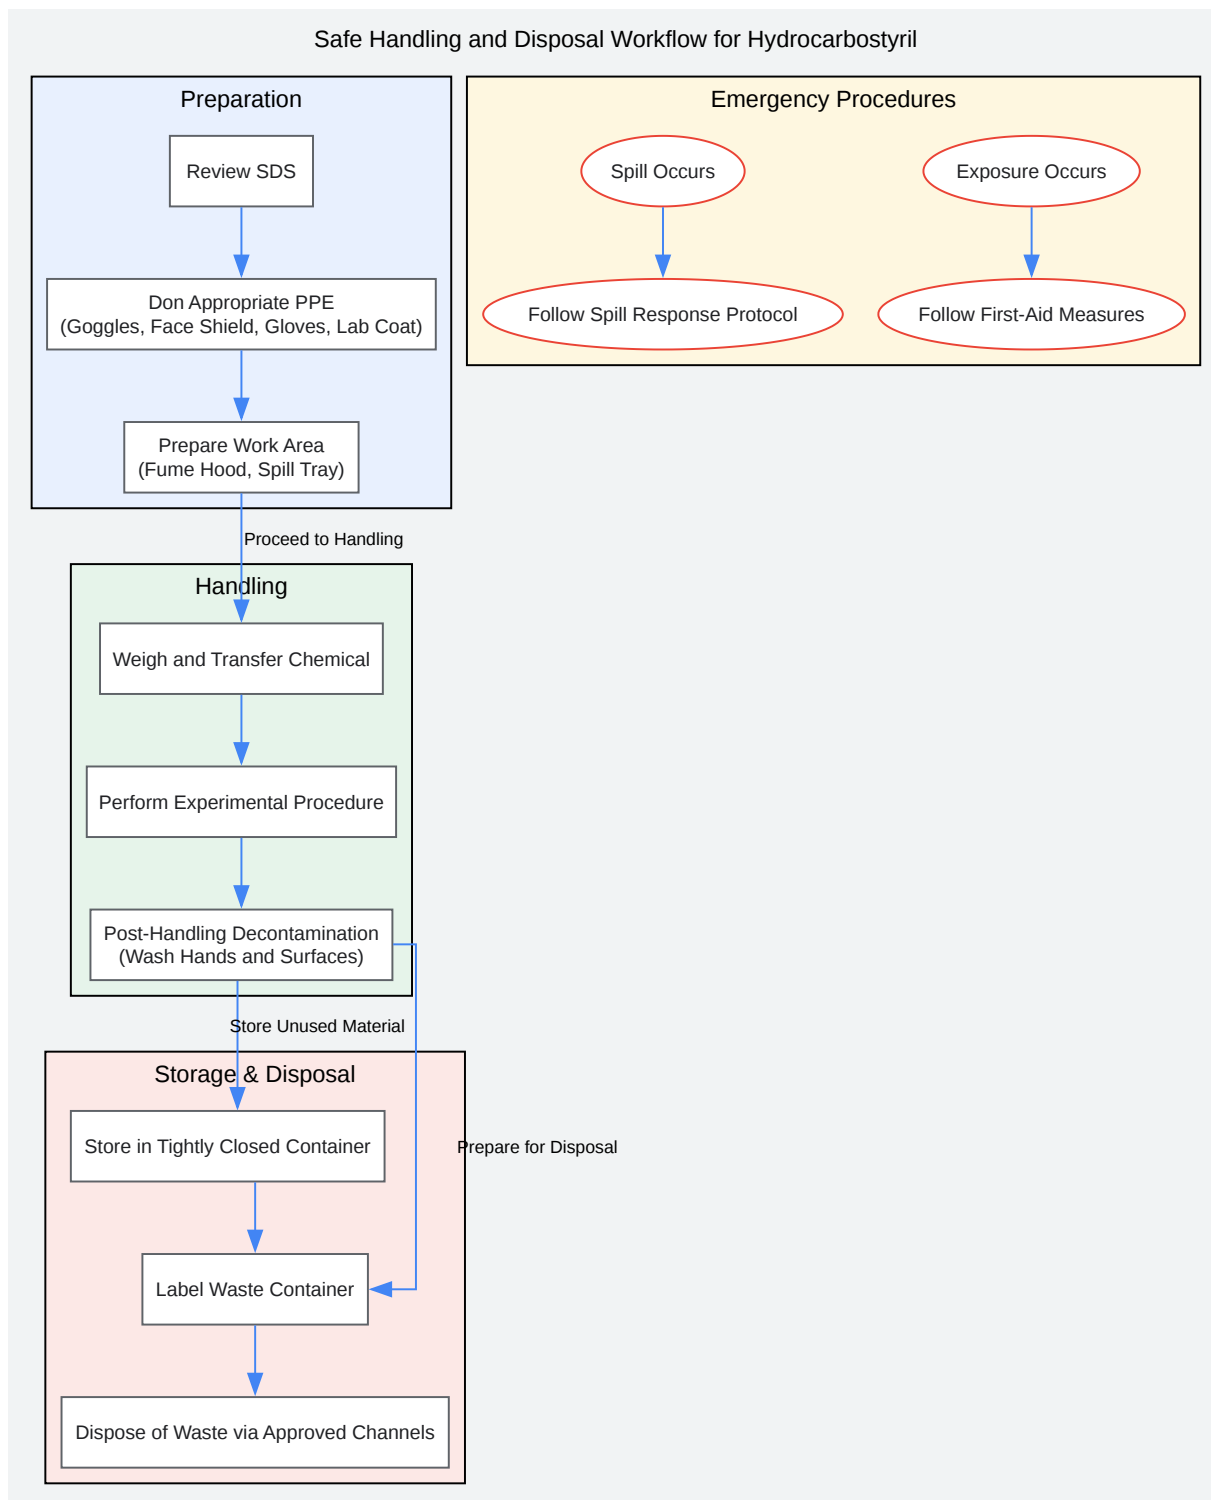 Safe Handling and Disposal Workflow for Hydrocarbostyril
Preparation
Review SDS
Don Appropriate PPE
(Goggles, Face Shield, Gloves, Lab Coat)
Prepare Work Area
(Fume Hood, Spill Tray)
Emergency Procedures
Spill Occurs
Follow Spill Response Protocol
Exposure Occurs
Follow First-Aid Measures
Proceed to Handling
Handling
Weigh and Transfer Chemical
Perform Experimental Procedure
Post-Handling Decontamination
(Wash Hands and Surfaces)
Store Unused Material
Storage & Disposal
Store in Tightly Closed Container
Prepare for Disposal
Label Waste Container
Dispose of Waste via Approved Channels